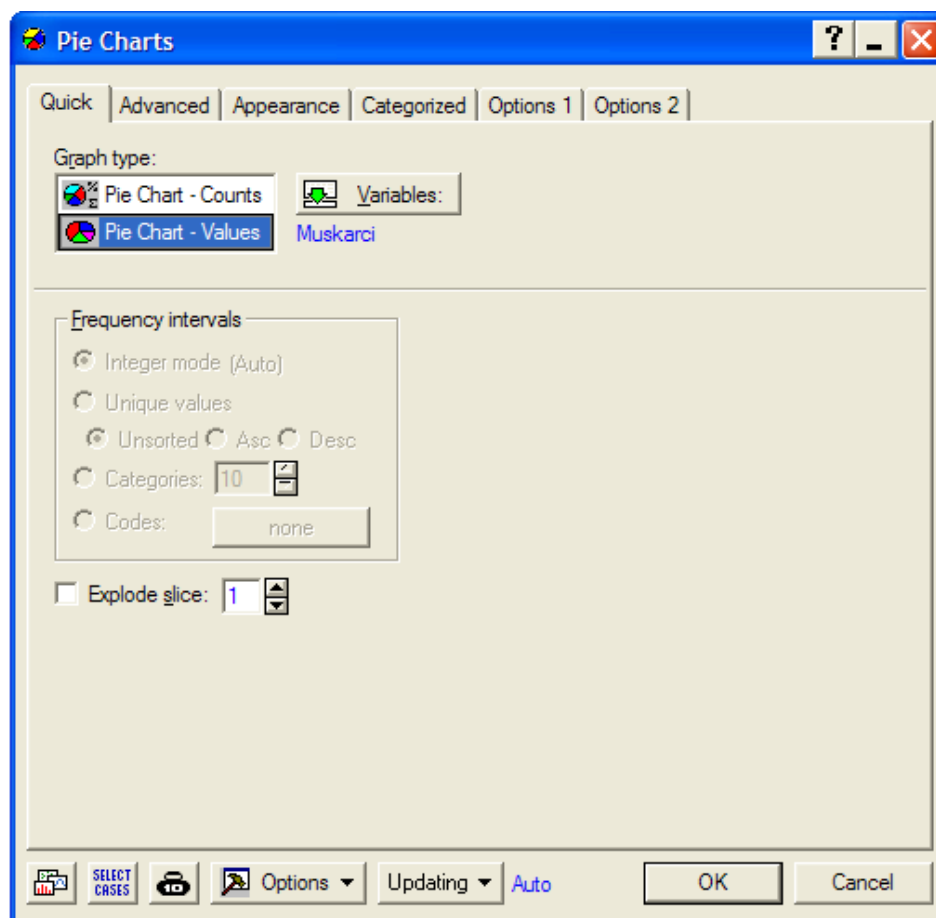 Pie Charts
Quick Advanced Appearance Categorized Options 1 Options 2
Graph type:
Pie Chart - Counts
Variables:
Pie Chart - Values
Muskarci
Frequency intervals
Integer mode (Auto)
Unique values
Unsorted Asc Desc
Categories: 10
Codes: none
Explode slice: 1
SELECT
CASES
Options Updating Auto OK Cancel